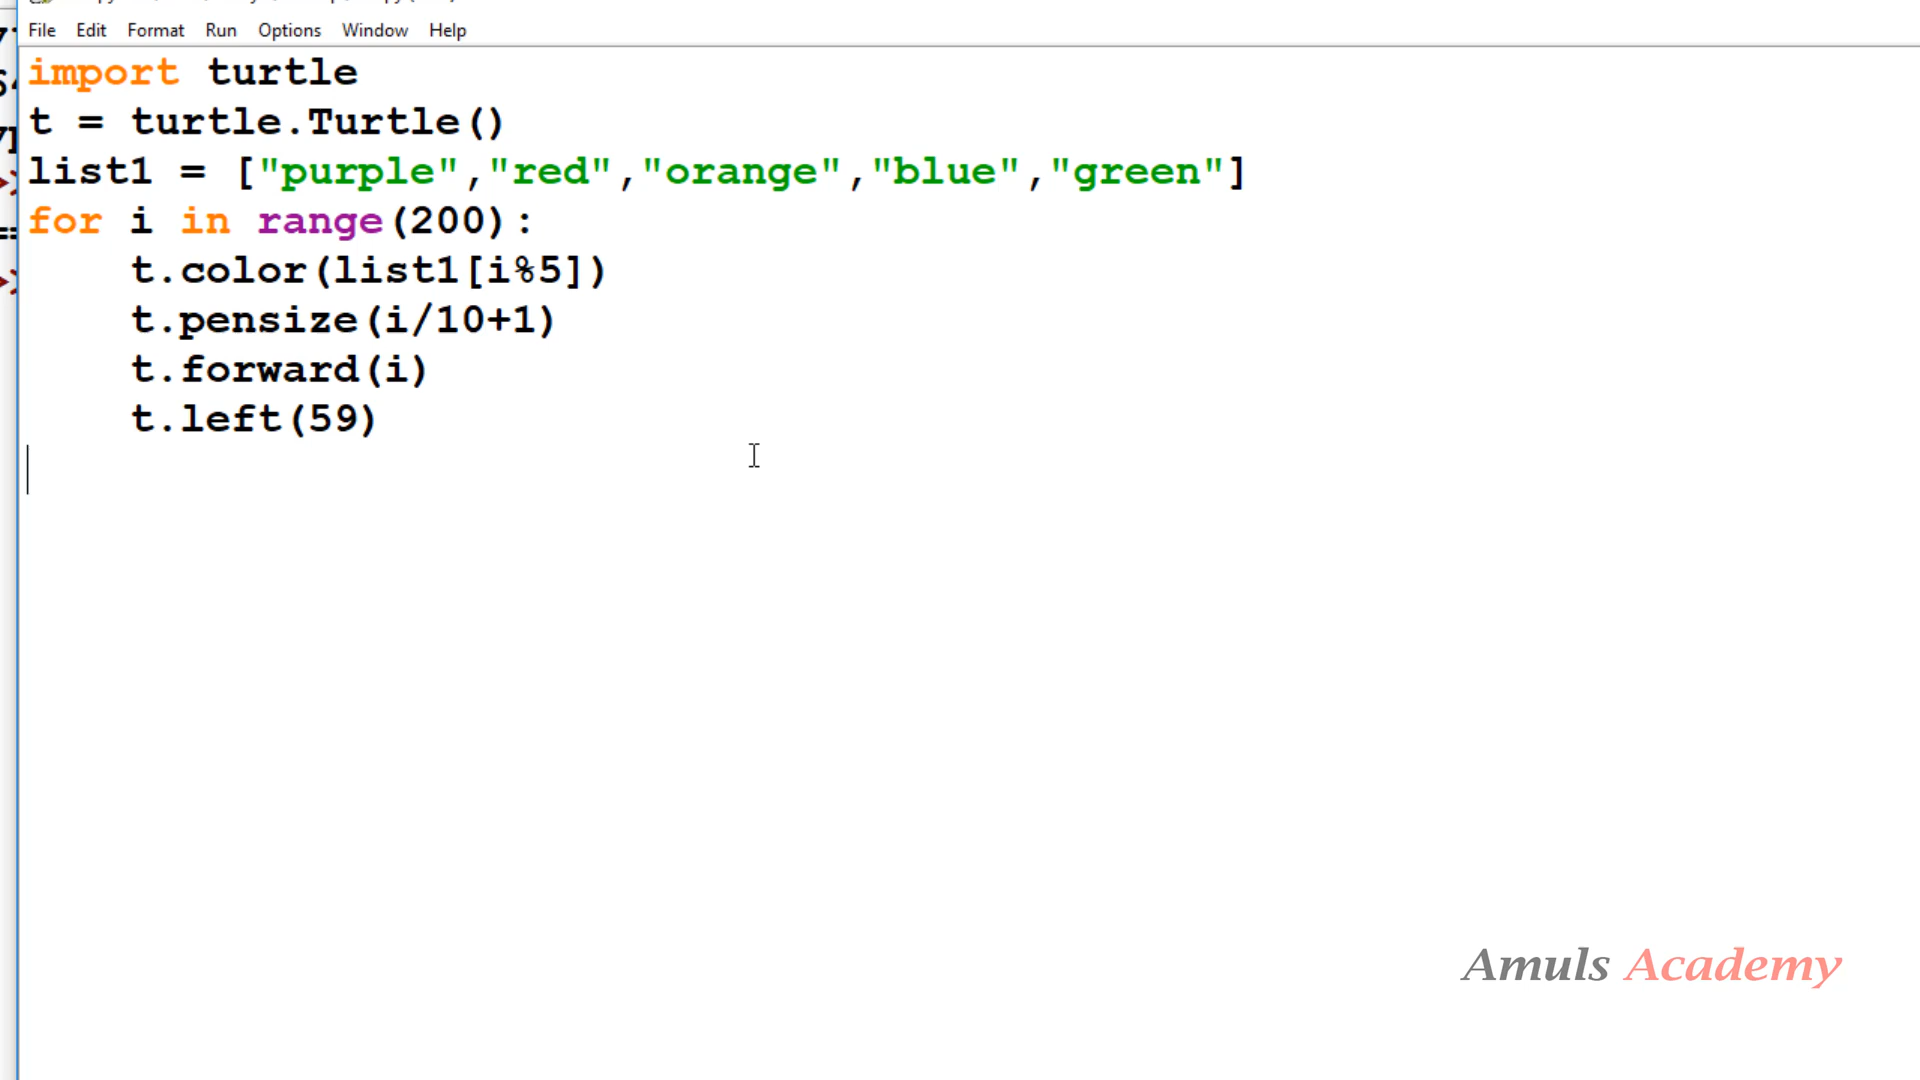 File Edit Format Run Options Window Help
import turtle
t = turtle.Turtle()
list1 = ["purple","red","orange","blue","green"]
for i in range(200):
    t.color(list1[i%5])
    t.pensize(i/10+1)
    t.forward(i)
    t.left(59)
Amuls Academy